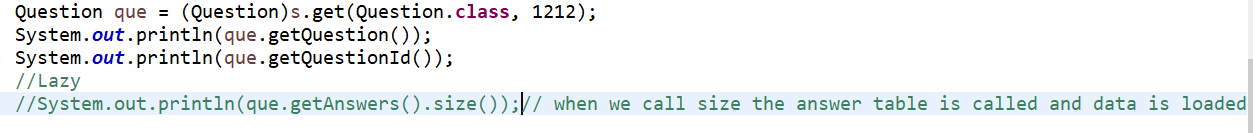 Question que = (Question)s.get(Question.class, 1212);
System.out.println(que.getQuestion());
System.out.println(que.getQuestionId());
//Lazy
//System.out.println(que.getAnswers().size());// when we call size the answer table is called and data is loaded